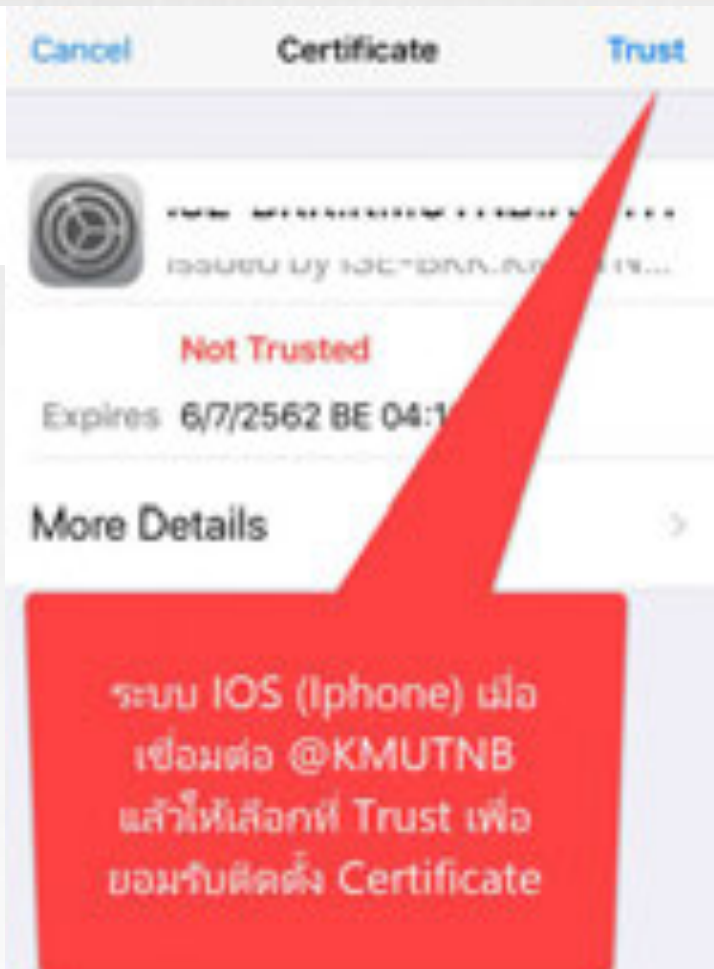 Cancel Certificate Trust
Not Trusted
Expires 6/7/2562 BE 04:1
More Details
ระบบ IOS (Iphone) เมื่อ
เชื่อมต่อ @KMUTNB
แล้วให้เลือกที่ Trust เพื่อ
ยอมรับติดตั้ง Certificate